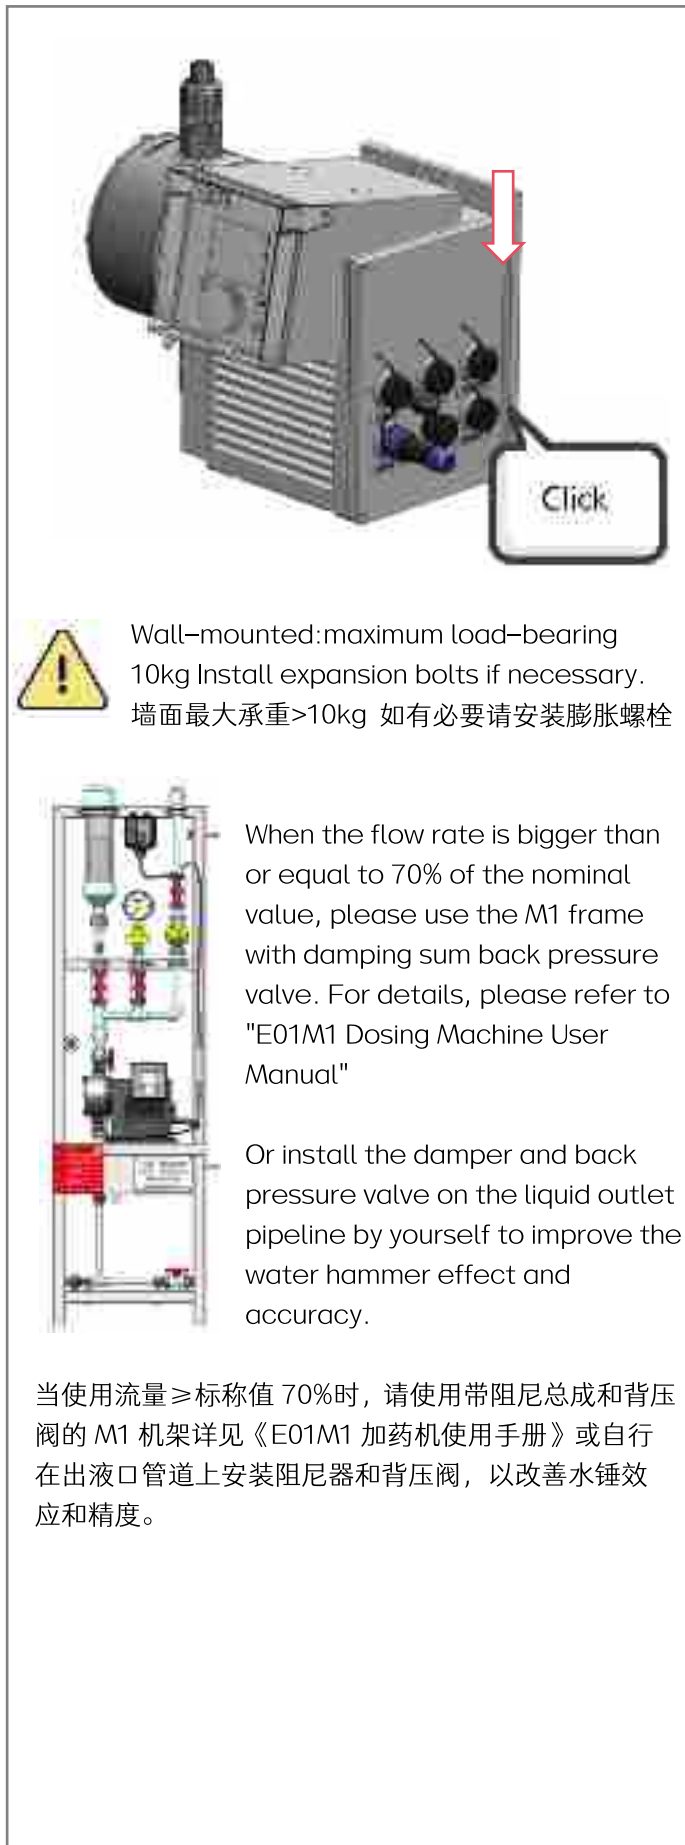 Click
Wall-mounted:maximum load-bearing
10kg Install expansion bolts if necessary.
墙面最大承重>10kg 如有必要请安装膨胀螺栓
When the flow rate is bigger than
or equal to 70% of the nominal
value, please use the M1 frame
with damping sum back pressure
valve. For details, please refer to
"E01M1 Dosing Machine User
Manual"
Or install the damper and back
pressure valve on the liquid outlet
pipeline by yourself to improve the
water hammer effect and
accuracy.
当使用流量≥标称值 70%时，请使用带阻尼总成和背压
阀的 M1 机架详见《E01M1 加药机使用手册》或自行
在出液口管道上安装阻尼器和背压阀，以改善水锤效
应和精度。